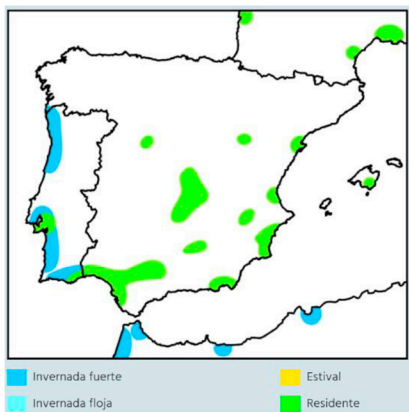 Invernada fuerte
Estival
Invernada floja
Residente